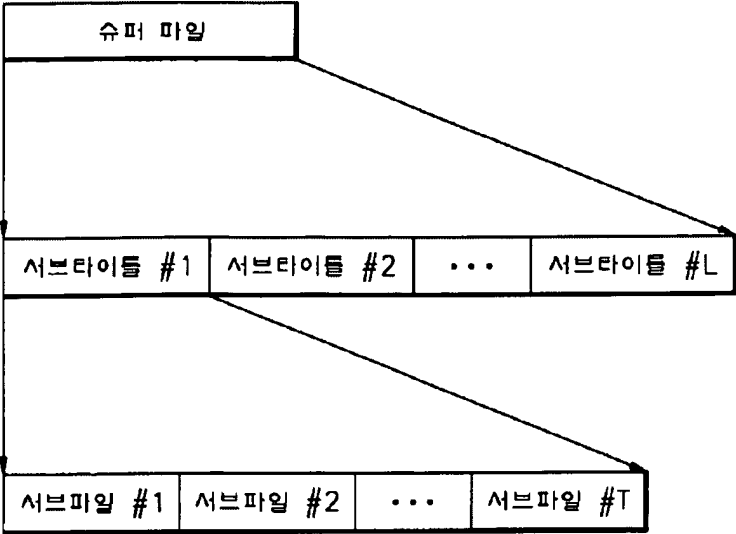 슈퍼 파일
서브타이틀 #1 서브타이틀 #2 ··· 서브타이틀 #L
서브파일 #1 서브파일 #2 ··· 서브파일 #T